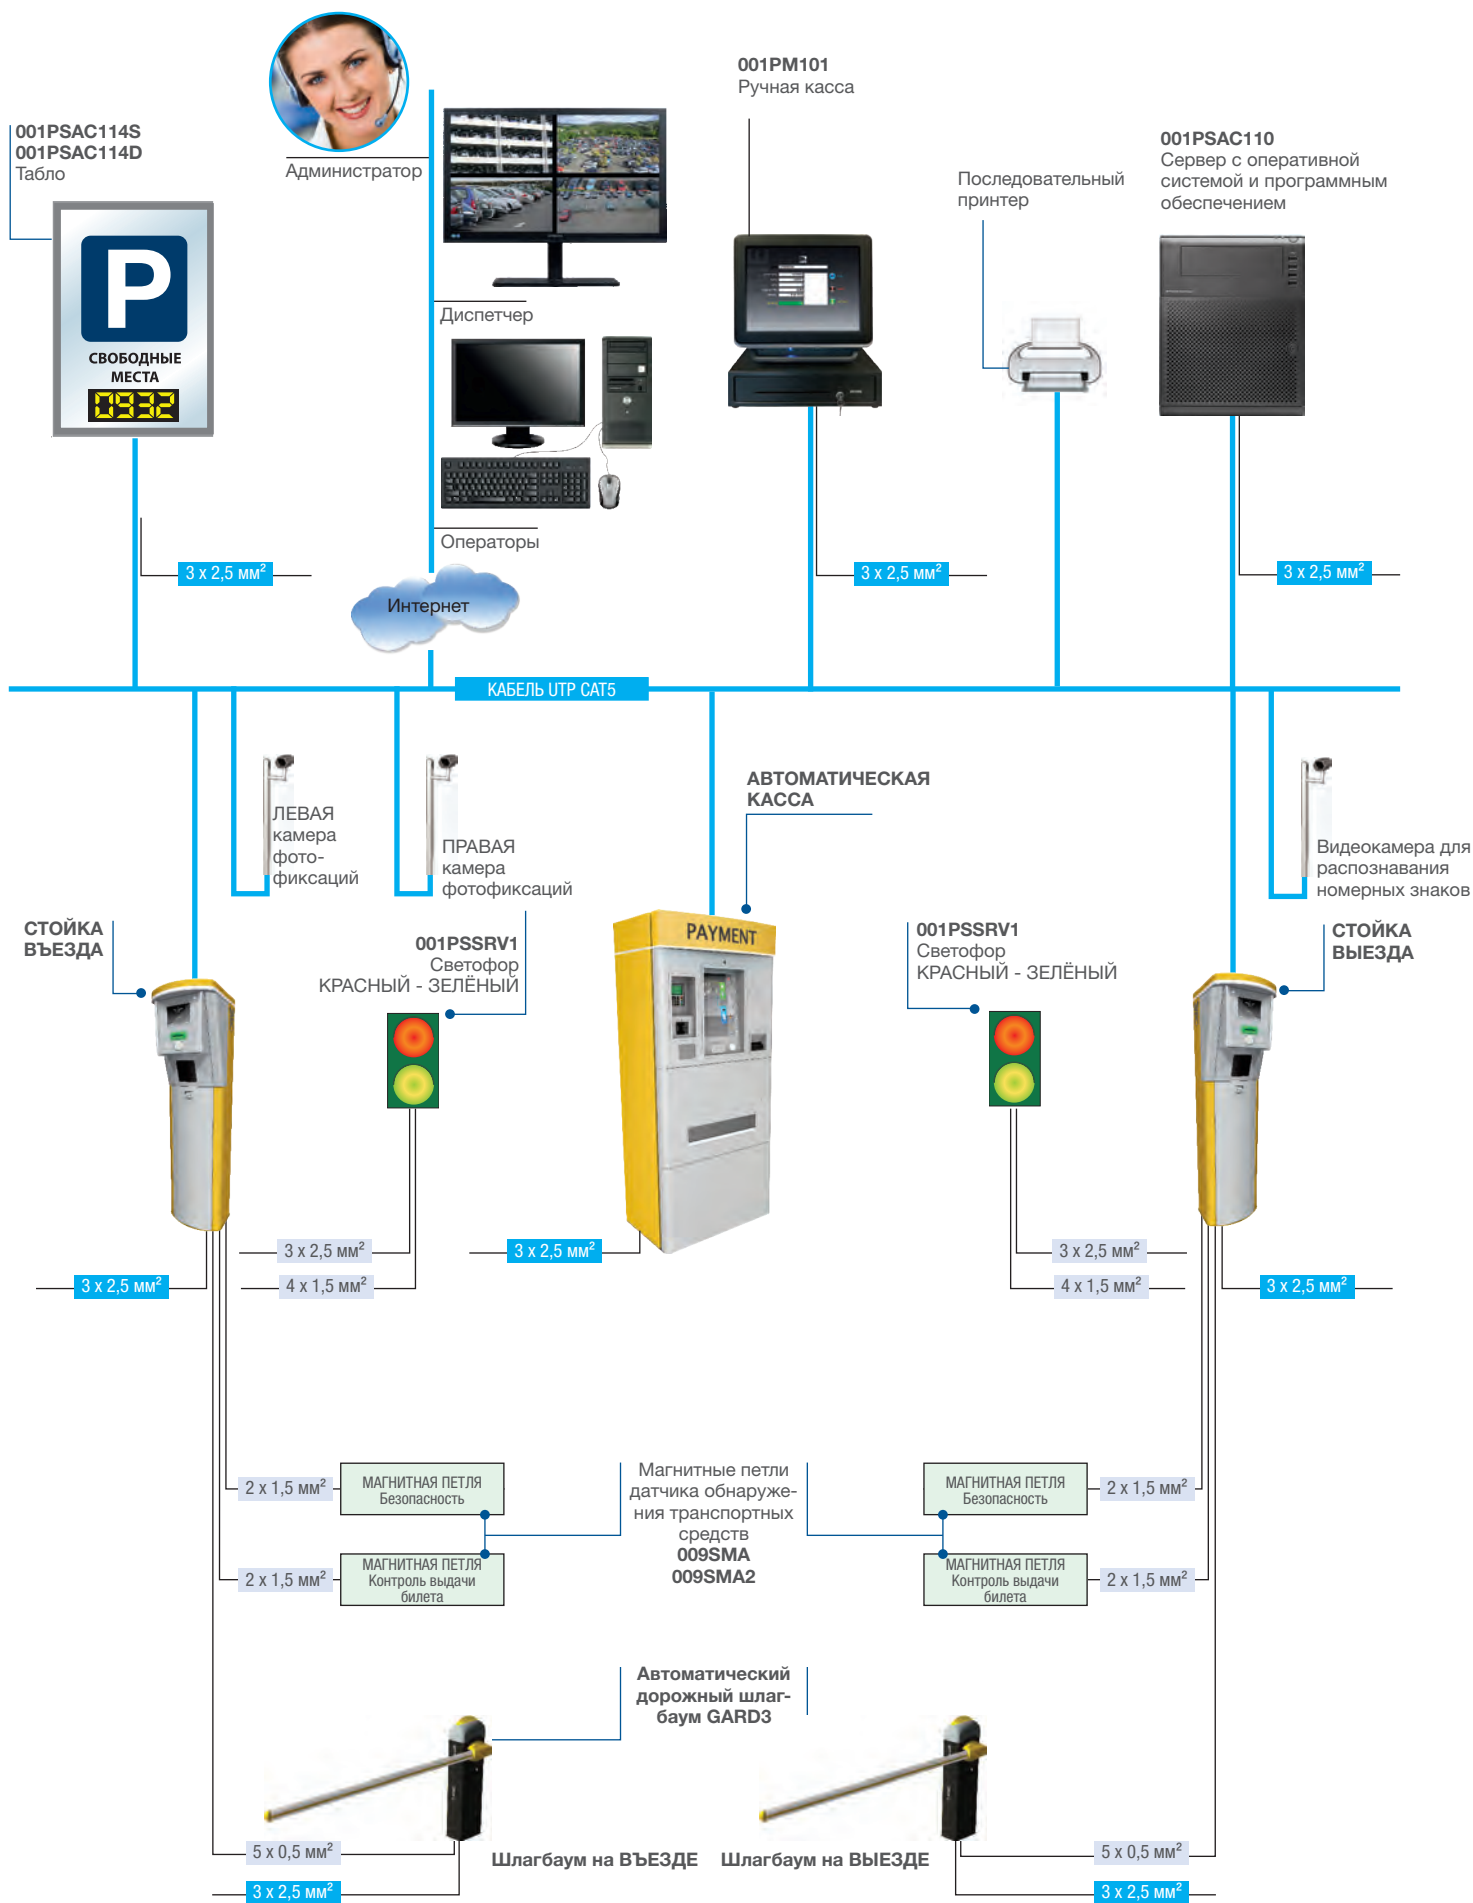 001PM101
Ручная касса
001PSAC114S
001PSAC114D
Табло
Администратор
001PSAC110
Сервер с оперативной
системой и программным
обеспечением
Последовательный
принтер
P
СВОБОДНЫЕ
МЕСТА
0932
Диспетчер
Операторы
3 x 2,5 мм²
3 x 2,5 мм²
3 x 2,5 мм²
Интернет
КАБЕЛЬ UTP CAT5
ЛЕВАЯ
камера
фото-
фиксаций
ПРАВАЯ
камера
фотофиксаций
АВТОМАТИЧЕСКАЯ
КАССА
Видеокамера для
распознавания
номерных знаков
СТОЙКА
ВЪЕЗДА
001PSSRV1
Светофор
КРАСНЫЙ - ЗЕЛЁНЫЙ
PAYMENT
001PSSRV1
Светофор
КРАСНЫЙ - ЗЕЛЁНЫЙ
СТОЙКА
ВЫЕЗДА
3 x 2,5 мм²
3 x 2,5 мм²
3 x 2,5 мм²
3 x 2,5 мм²
4 x 1,5 мм²
4 x 1,5 мм²
3 x 2,5 мм²
2 x 1,5 мм²
МАГНИТНАЯ ПЕТЛЯ
Безопасность
Магнитные петли
датчика обнаруже-
ния транспортных
средств
009SMA
009SMA2
МАГНИТНАЯ ПЕТЛЯ
Безопасность
2 x 1,5 мм²
2 x 1,5 мм²
МАГНИТНАЯ ПЕТЛЯ
Контроль выдачи
билета
МАГНИТНАЯ ПЕТЛЯ
Контроль выдачи
билета
2 x 1,5 мм²
Автоматический
дорожный шлаг-
баум GARD3
5 x 0,5 мм²
Шлагбаум на ВЪЕЗДЕ
Шлагбаум на ВЫЕЗДЕ
5 x 0,5 мм²
3 x 2,5 мм²
3 x 2,5 мм²